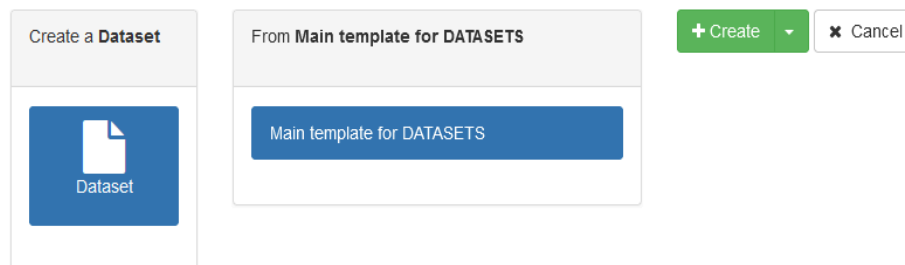 Create a Dataset
From Main template for DATASETS
+ Create
✖ Cancel
Main template for DATASETS
Dataset